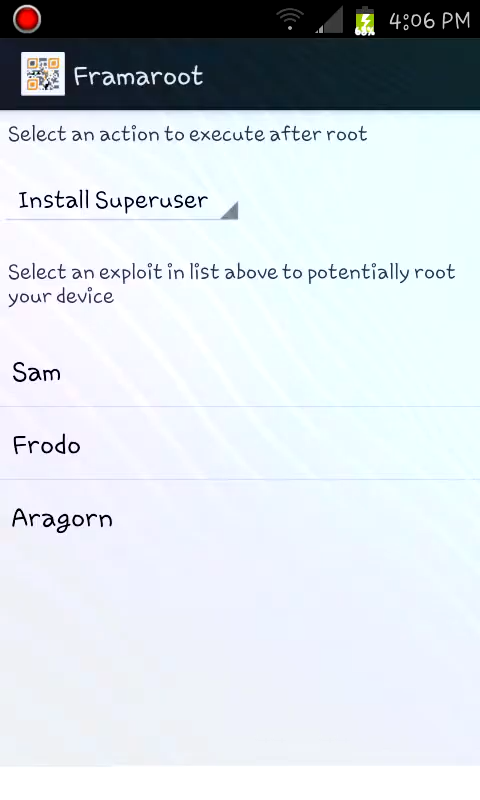 68%
4:06 PM
Framaroot
Select an action to execute after root
Install Superuser
Select an exploit in list above to potentially root
your device
Sam
Frodo
Aragorn